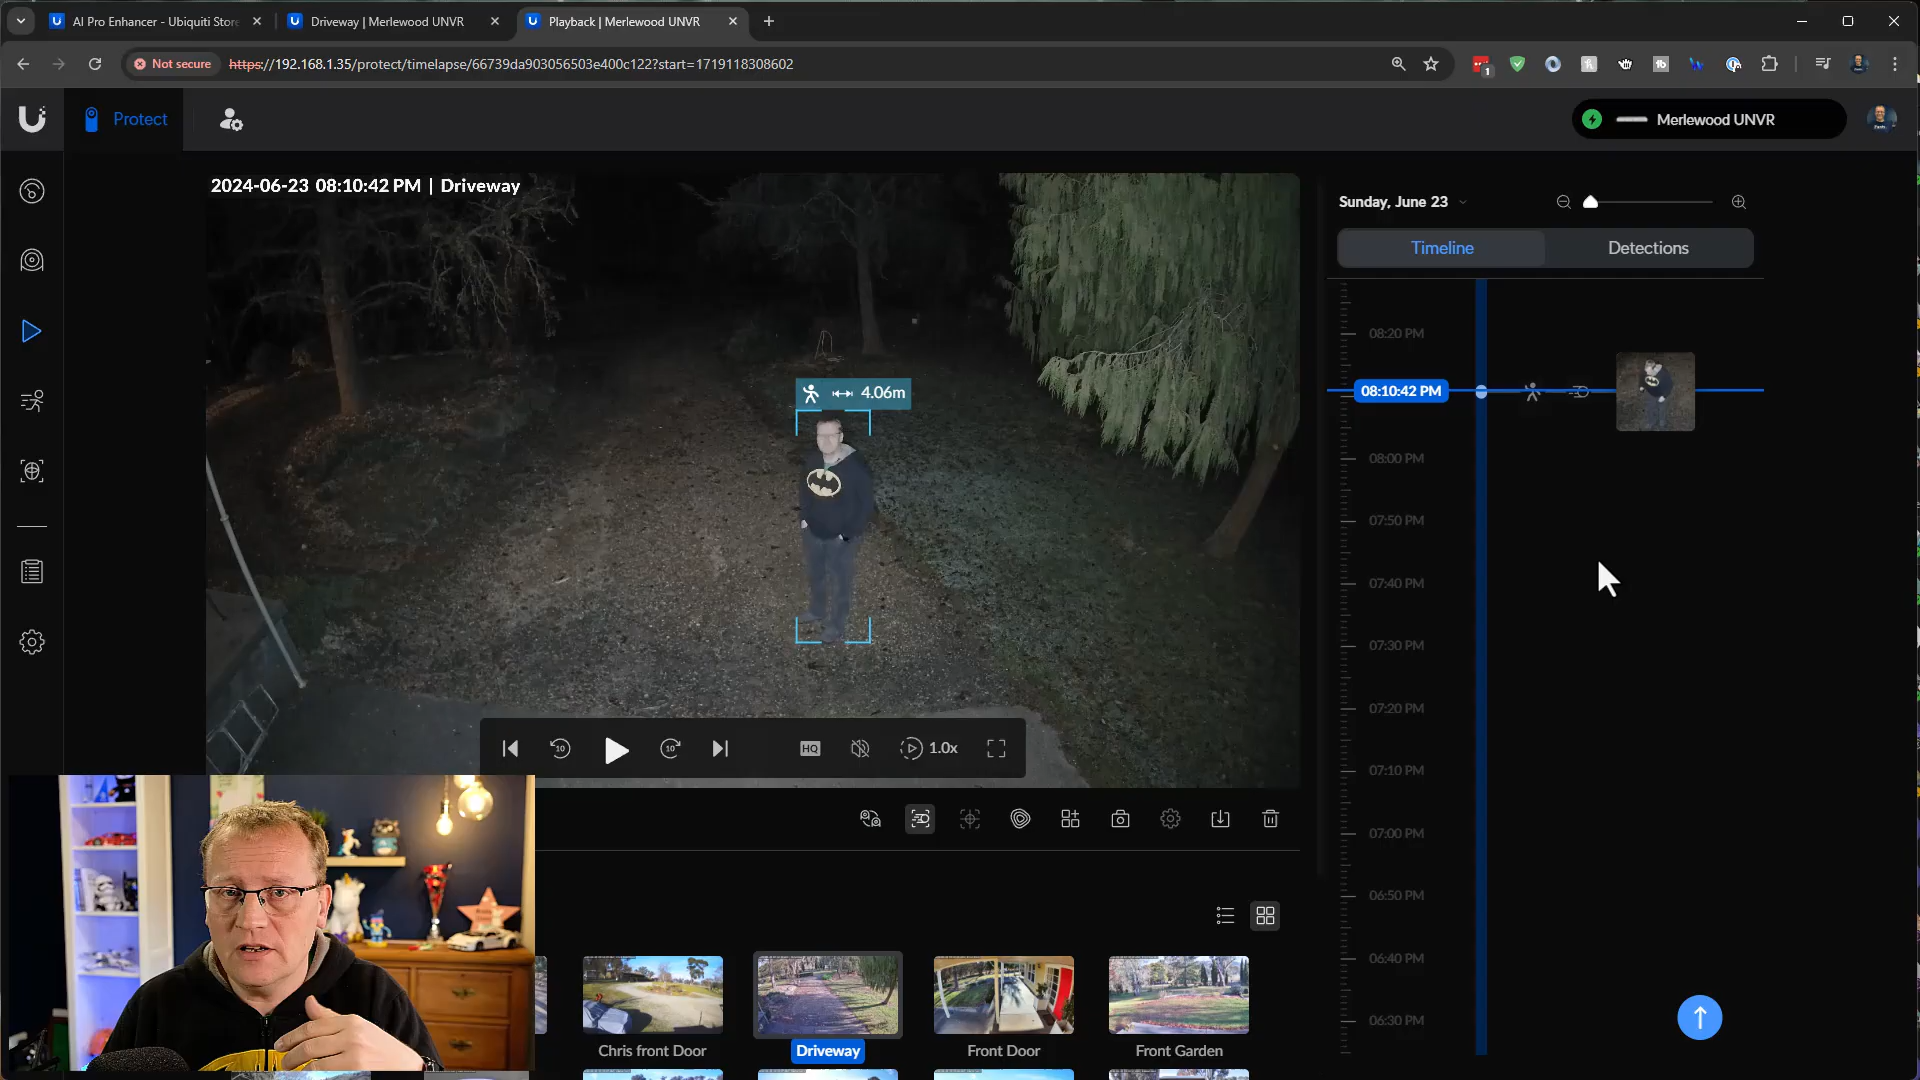 AI Pro Enhancer - Ubiquiti Store
Driveway | Merlewood UNVR
Playback | Merlewood UNVR
Not secure
https://192.168.1.35/protect/timelapse/66739da903056503e400c122?start=1719118308602
1
Protect
Merlewood UNVR
2024-06-23 08:10:42 PM | Driveway
4.06m
Sunday, June 23
Timeline
Detections
08:20 PM
08:10:42 PM
08:00 PM
07:50 PM
07:40 PM
07:30 PM
07:20 PM
07:10 PM
07:00 PM
06:50 PM
06:40 PM
06:30 PM
10
10
HQ
1.0x
Chris front Door
Driveway
Front Door
Front Garden